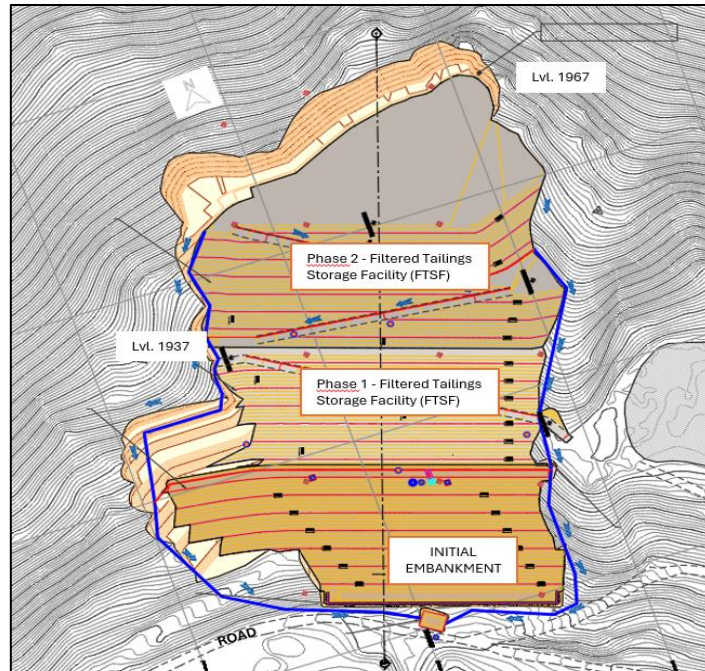 Lvl. 1967
N
Phase 2 - Filtered Tailings
Storage Facility (FTSF)
Lvl. 1937
Phase 1 - Filtered Tailings
Storage Facility (FTSF)
INITIAL
EMBANKMENT
ROAD